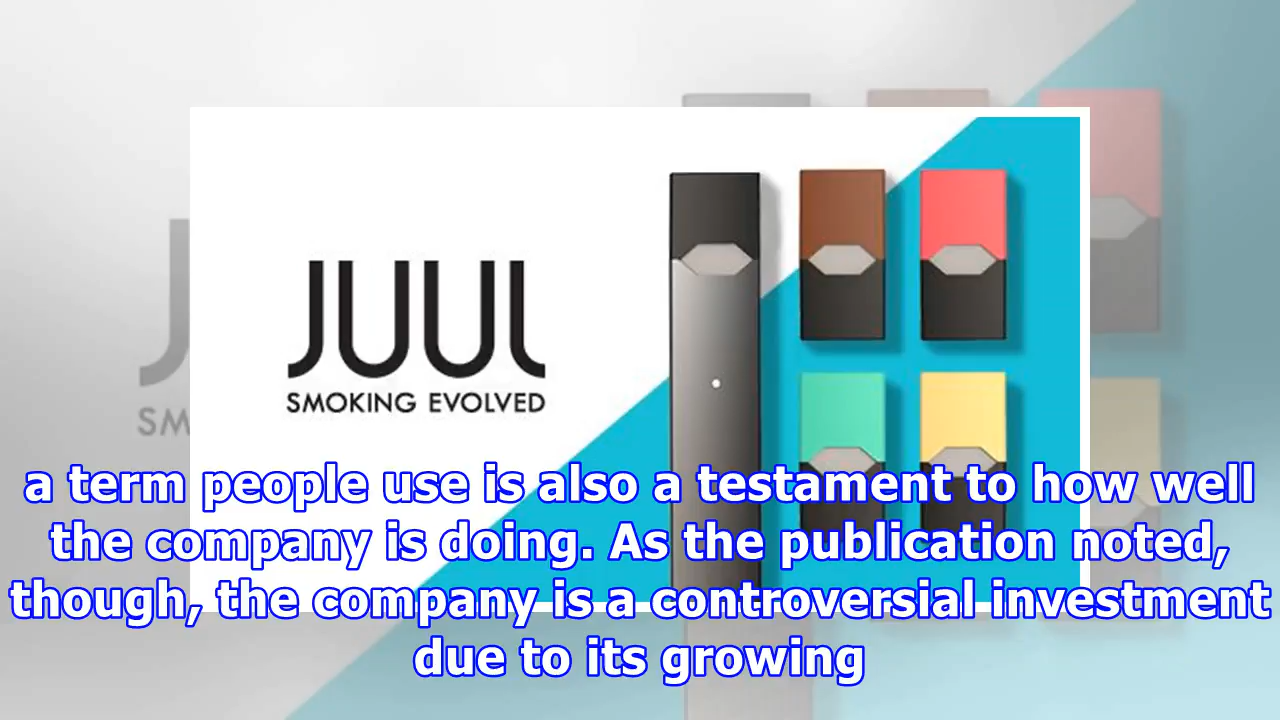 JUUL
SMOKING EVOLVED
SM
a term people use is also a testament to how well
the company is doing. As the publication noted,
though, the company is a controversial investment
due to its growing